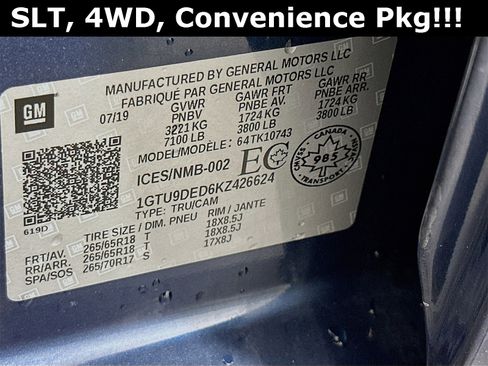 SLT, 4WD, Convenience Pkg!!!
GM
MANUFACTURED BY GENERAL MOTORS LLC
FABRIQUÉ PAR GENERAL MOTORS LLC
07/19 GVWR GAWR FRT GAWR RR
PNBV PNBE AV. PNBE ARR.
3221 KG 1724 KG 1724 KG
7100 LB 3800 LB 3800 LB
MODEL/MODELE: 64TK10743
ICES/NMB-002 EC
CANADA
985
TRANSPORT
1GTU9DED6KZ426624
619D TYPE: TRU/CAM
TIRE SIZE / DIM. PNEU RIM / JANTE
FRT/AV. 265/65R18 T 18X8.5J
RR/ARR. 265/65R18 T 18X8.5J
SPA/SOS 265/70R17 S 17X8J